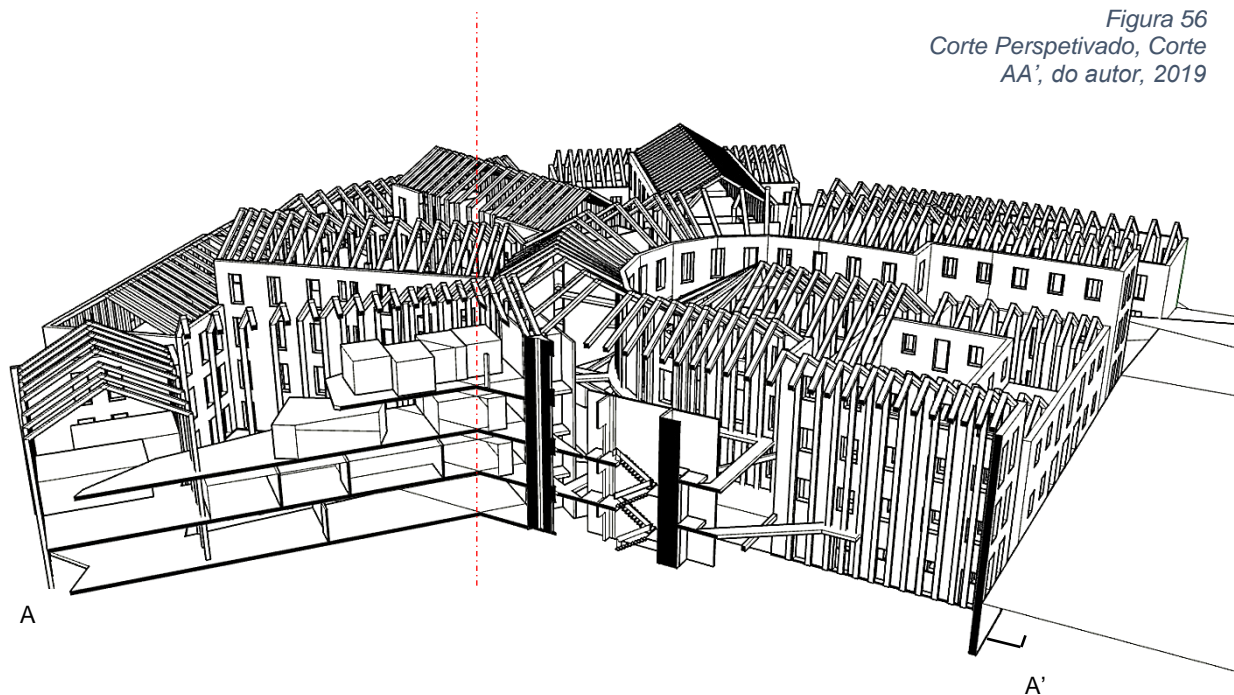 Figura 56
Corte Perspetivado, Corte
AA’, do autor, 2019
A
A’